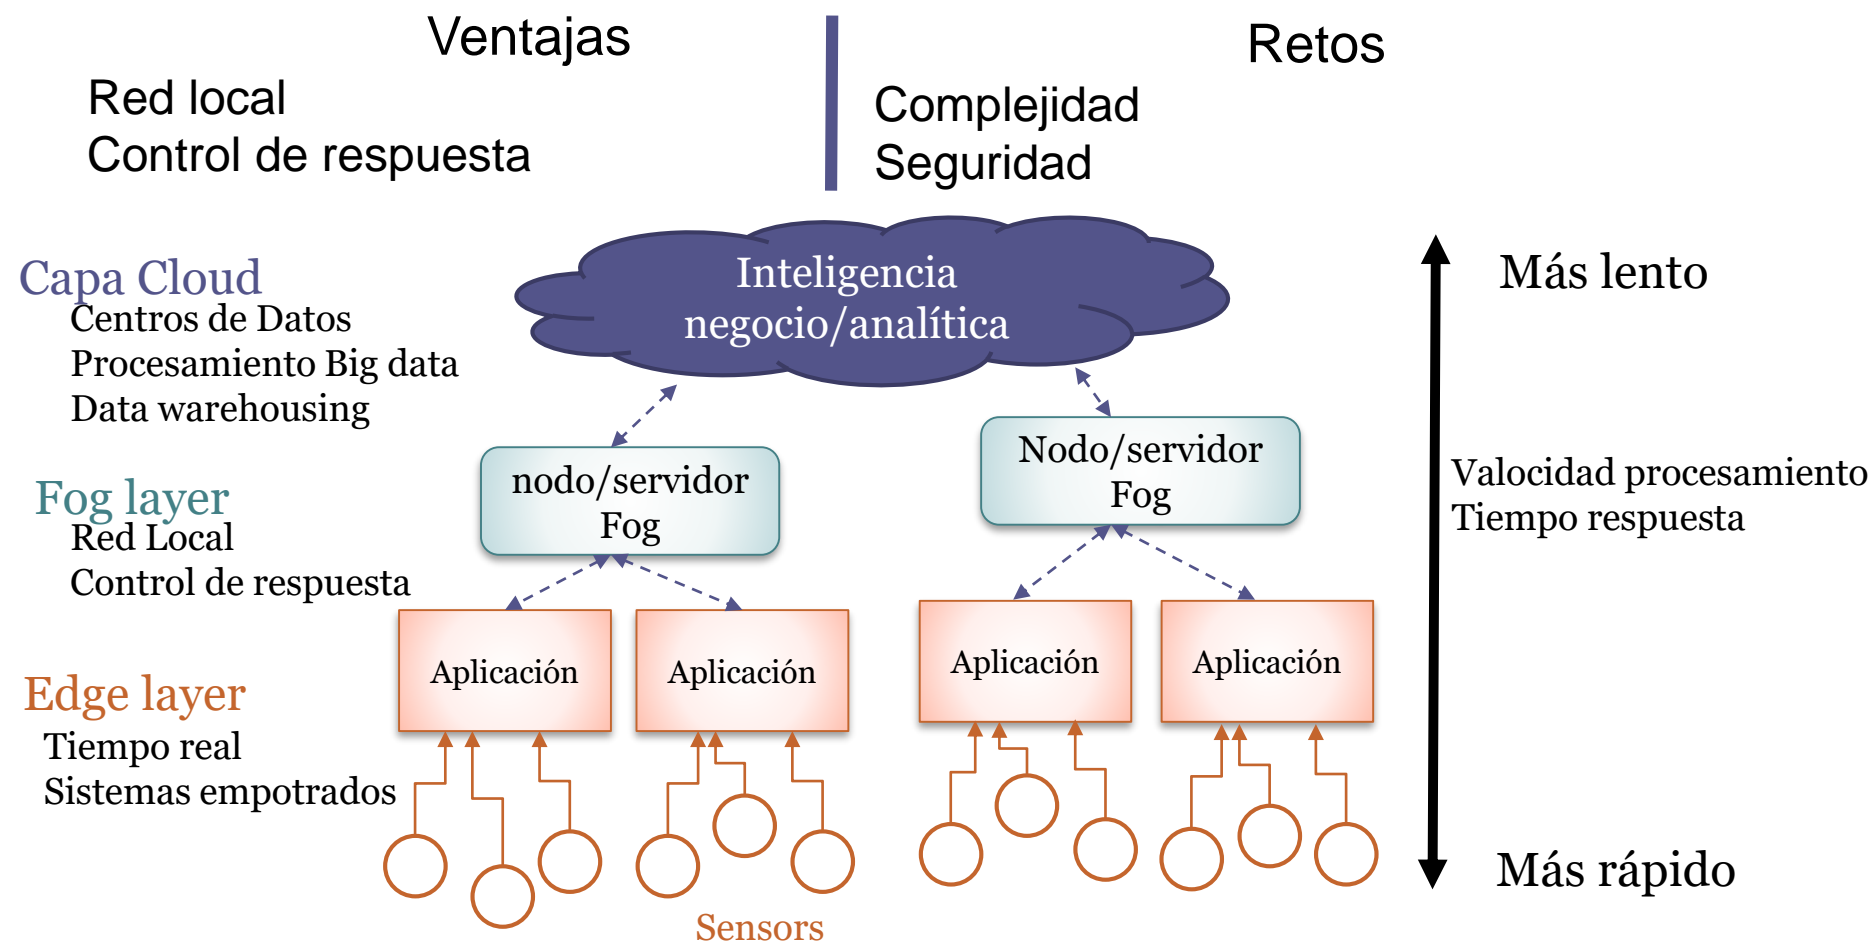 Ventajas
Retos
Red local
Control de respuesta
Complejidad
Seguridad
Capa Cloud
Centros de Datos
Procesamiento Big data
Data warehousing
Inteligencia
negocio/analítica
Más lento
Fog layer
Red Local
Control de respuesta
nodo/servidor
Fog
Nodo/servidor
Fog
Valocidad procesamiento
Tiempo respuesta
Edge layer
Tiempo real
Sistemas empotrados
Aplicación
Aplicación
Aplicación
Aplicación
Más rápido
Sensors